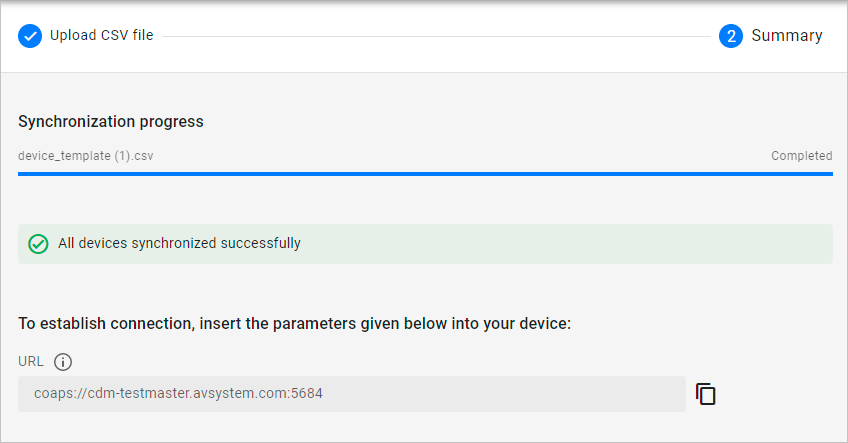 Upload CSV file
2 Summary
Synchronization progress
device_template (1).csv Completed
All devices synchronized successfully
To establish connection, insert the parameters given below into your device:
URL
coaps://cdm-testmaster.avsystem.com:5684